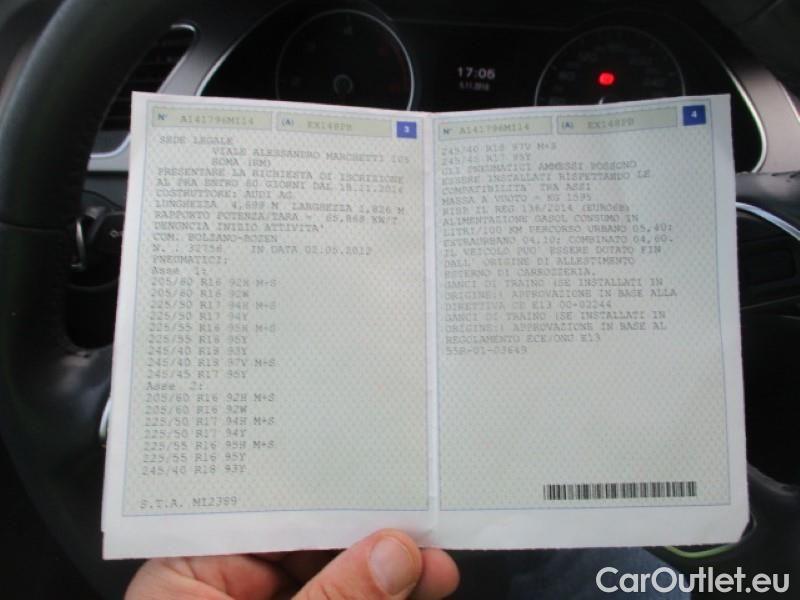 17:05
5.11.2018
N° A141796MI14 (A) EX148PB 3
SEDE LEGALE
VIALE ALESSANDRO MARCHETTI 105
ROMA (RM)
PRESENTARE LA RICHIESTA DI ISCRIZIONE
AL PRA ENTRO 60 GIORNI DAL 18.11.2014
COSTRUTTORE: AUDI AG.
LUNGHEZZA 4,699 M LARGHEZZA 1,826 M
RAPPORTO POTENZA/TARA = 65,868 KW/T
DENUNCIA INIZIO ATTIVITA'
COM. BOLZANO-BOZEN
N. : 37756 IN DATA 02.05.2012
PNEUMATICI:
Asse 1:
205/60 R16 92H M+S
205/60 R16 92W
225/50 R17 94H M+S
225/50 R17 94Y
225/55 R16 95H M+S
225/55 R16 95Y
245/40 R18 93Y
245/40 R18 97V M+S
245/45 R17 95Y
Asse 2:
205/60 R16 92H M+S
205/60 R16 92W
225/50 R17 94H M+S
225/50 R17 94Y
225/55 R16 95H M+S
225/55 R16 95Y
245/40 R18 93Y
S.T.A. MI2389
N° A141796MI14 (A) EX148PB 4
245/40 R18 97V M+S
245/45 R17 95Y
GLI PNEUMATICI AMMESSI POSSONO
ESSERE INSTALLATI RISPETTANDO LE
COMPATIBILITA' TRA ASSI
MASSA A VUOTO = KG 1595
RISP IL REG 136/2014 (EURO6B)
ALIMENTAZIONE GASOL CONSUMO IN
LITRI/100 KM PERCORSO URBANO 05,40;
EXTRAURBANO 04,10; COMBINATO 04,60.
IL VEICOLO PUO' ESSERE DOTATO FIN
DALL' ORIGINE DI ALLESTIMENTO
ESTERNO DI CARROZZERIA.
GANCI DI TRAINO (SE INSTALLATI IN
ORIGINE:) APPROVAZIONE IN BASE ALLA
DIRETTIVA CE E13 00-02244
GANCI DI TRAINO (SE INSTALLATI IN
ORIGINE:) APPROVAZIONE IN BASE AL
REGOLAMENTO ECE/ONU E13
55R-01-03649
CarOutlet.eu